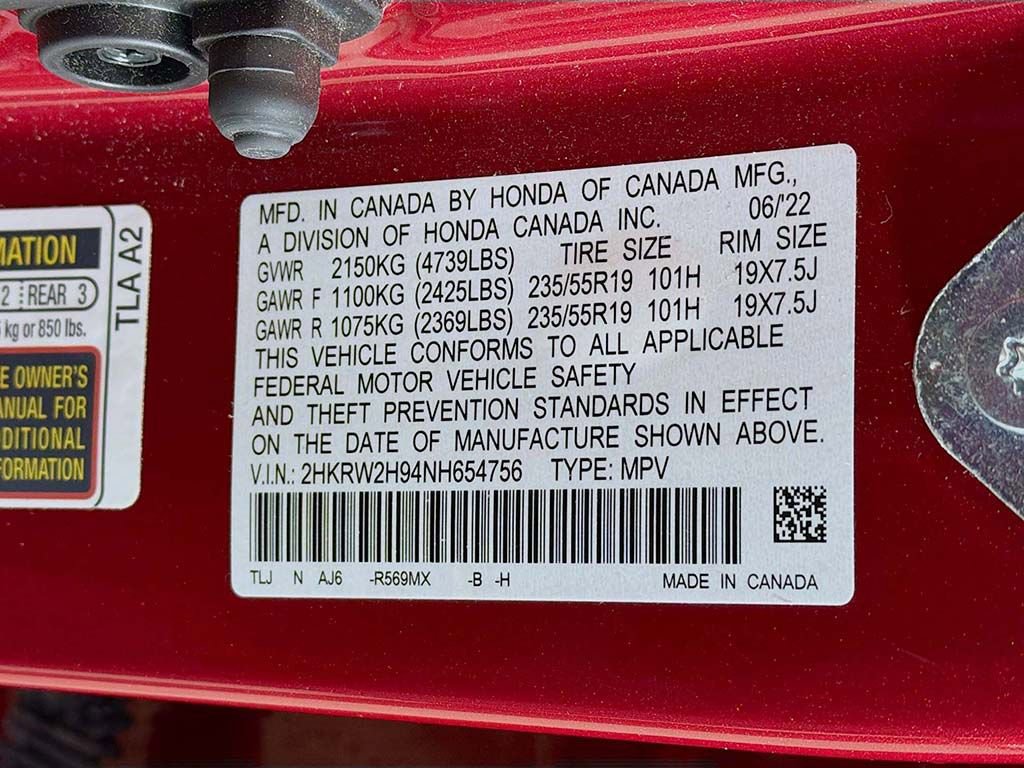 MFD. IN CANADA BY HONDA OF CANADA MFG.,
A DIVISION OF HONDA CANADA INC. 06/'22
GVWR 2150KG (4739LBS) TIRE SIZE RIM SIZE
GAWR F 1100KG (2425LBS) 235/55R19 101H 19X7.5J
GAWR R 1075KG (2369LBS) 235/55R19 101H 19X7.5J
THIS VEHICLE CONFORMS TO ALL APPLICABLE
FEDERAL MOTOR VEHICLE SAFETY
AND THEFT PREVENTION STANDARDS IN EFFECT
ON THE DATE OF MANUFACTURE SHOWN ABOVE.
V.I.N.: 2HKRW2H94NH654756 TYPE: MPV
TLJ N AJ6 -R569MX -B -H MADE IN CANADA
MATION
2 REAR 3
kg or 850 lbs.
E OWNER'S
ANUAL FOR
DDITIONAL
FORMATION
TLA A2